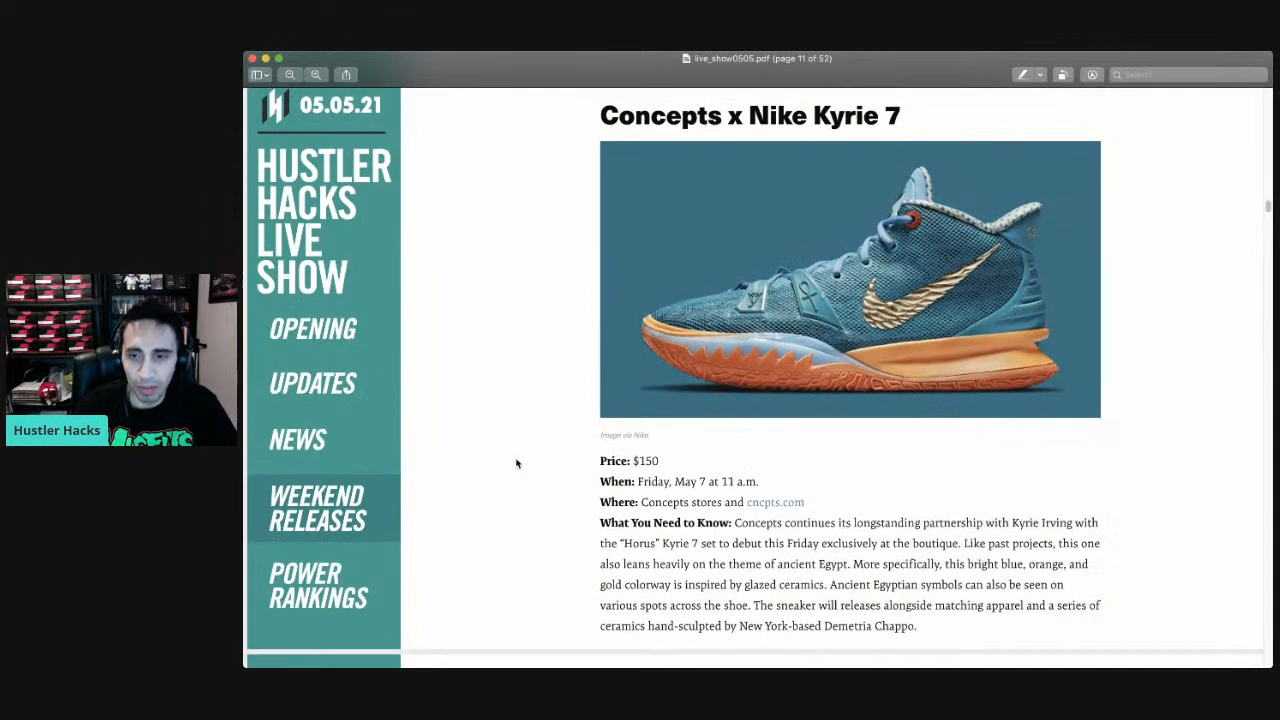 live_show0505.pdf (page 11 of 52)
Search
05.05.21
HUSTLER
HACKS
LIVE
SHOW
OPENING
UPDATES
NEWS
WEEKEND
RELEASES
POWER
RANKINGS
Hustler Hacks
MISFITS
Concepts x Nike Kyrie 7
Image via Nike
Price: $150
When: Friday, May 7 at 11 a.m.
Where: Concepts stores and cncpts.com
What You Need to Know: Concepts continues its longstanding partnership with Kyrie Irving with
the “Horus” Kyrie 7 set to debut this Friday exclusively at the boutique. Like past projects, this one
also leans heavily on the theme of ancient Egypt. More specifically, this bright blue, orange, and
gold colorway is inspired by glazed ceramics. Ancient Egyptian symbols can also be seen on
various spots across the shoe. The sneaker will releases alongside matching apparel and a series of
ceramics hand-sculpted by New York-based Demetria Chappo.